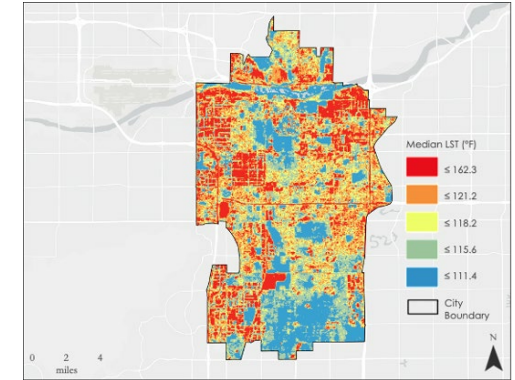 Median LST (°F)
≤ 162.3
≤ 121.2
≤ 118.2
≤ 115.6
≤ 111.4
City
Boundary
N
0 2 4
miles